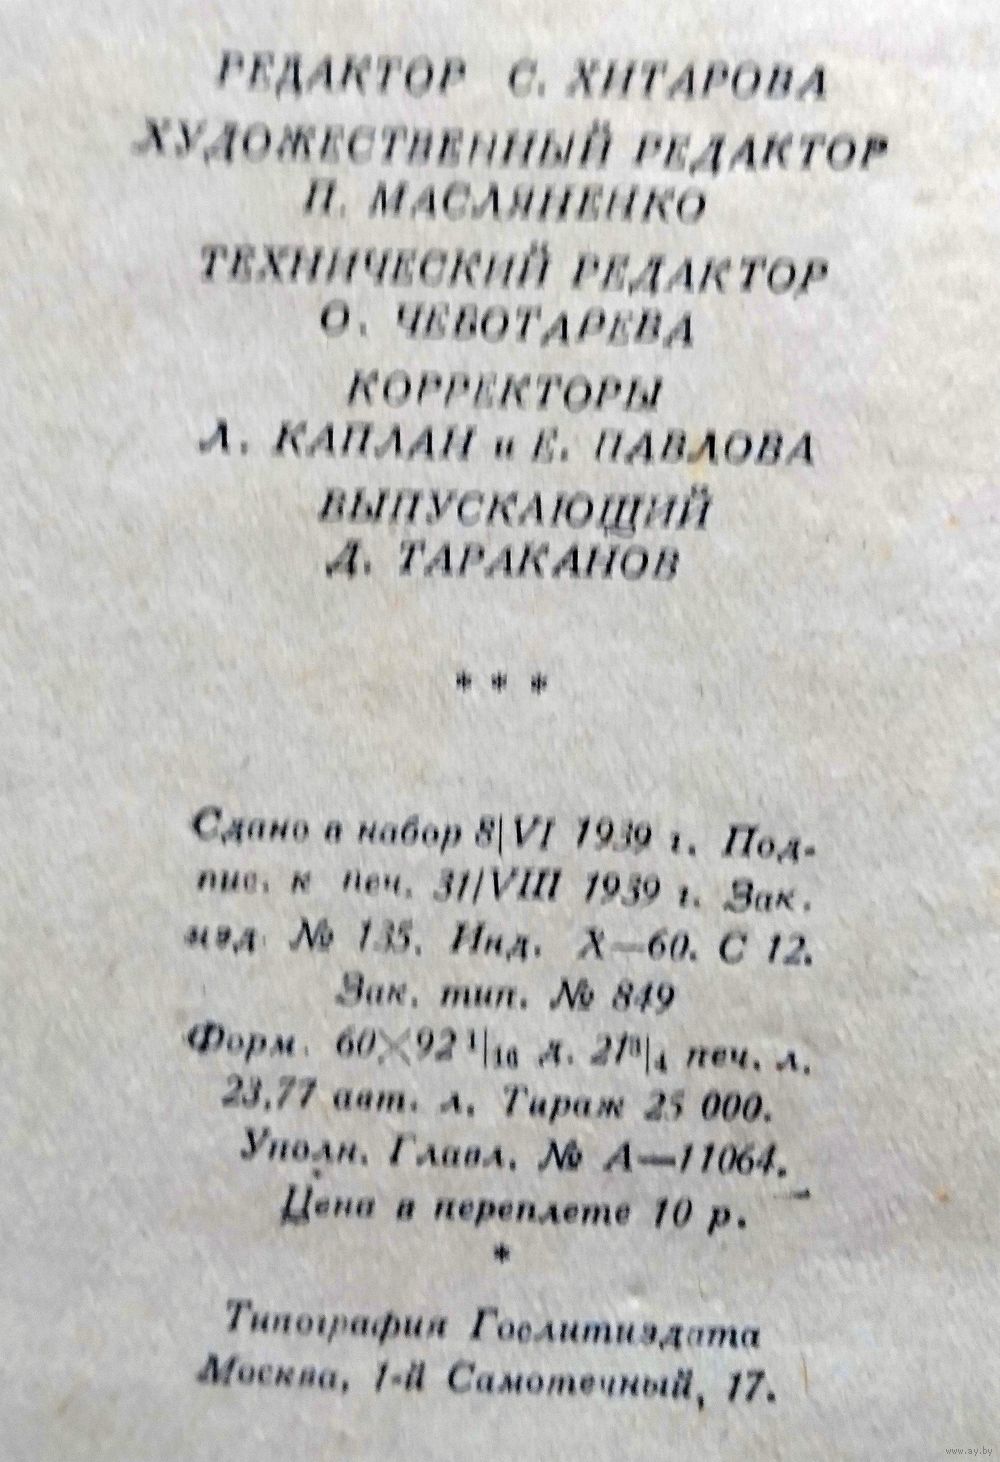 РЕДАКТОР С. ХИТАРОВА
ХУДОЖЕСТВЕННЫЙ РЕДАКТОР
П. МАСЛЯНЕНКО
ТЕХНИЧЕСКИЙ РЕДАКТОР
О. ЧЕБОТАРЕВА
КОРРЕКТОРЫ
Л. КАПЛАН и Е. ПАВЛОВА
ВЫПУСКАЮЩИЙ
Д. ТАРАКАНОВ
* * *
Сдано в набор 8/VI 1939 г. Под-
пис. к печ. 31/VIII 1939 г. Зак.
изд. № 135. Инд. Х—60. С 12.
Зак. тип. № 849
Форм. 60×92 1/16 д. 21 3/4 печ. л.
23,77 авт. л. Тираж 25 000.
Уполн. Главл. № А—11064.
Цена в переплете 10 р.
*
Типография Гослитиздата
Москва, 1-й Самотечный, 17.
www.ay.by